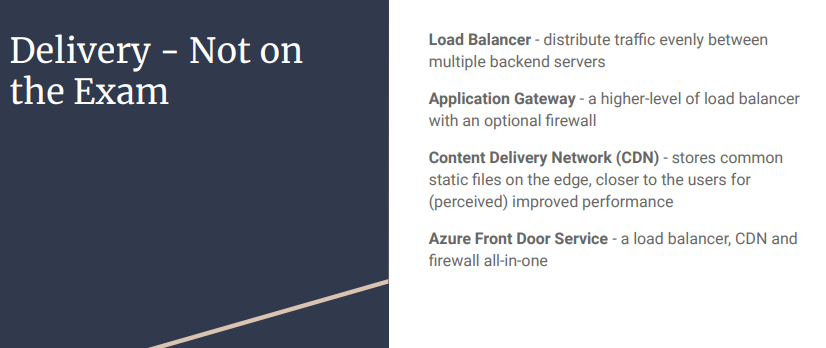 Delivery - Not on
the Exam
Load Balancer - distribute traffic evenly between
multiple backend servers
Application Gateway - a higher-level of load balancer
with an optional firewall
Content Delivery Network (CDN) - stores common
static files on the edge, closer to the users for
(perceived) improved performance
Azure Front Door Service - a load balancer, CDN and
firewall all-in-one